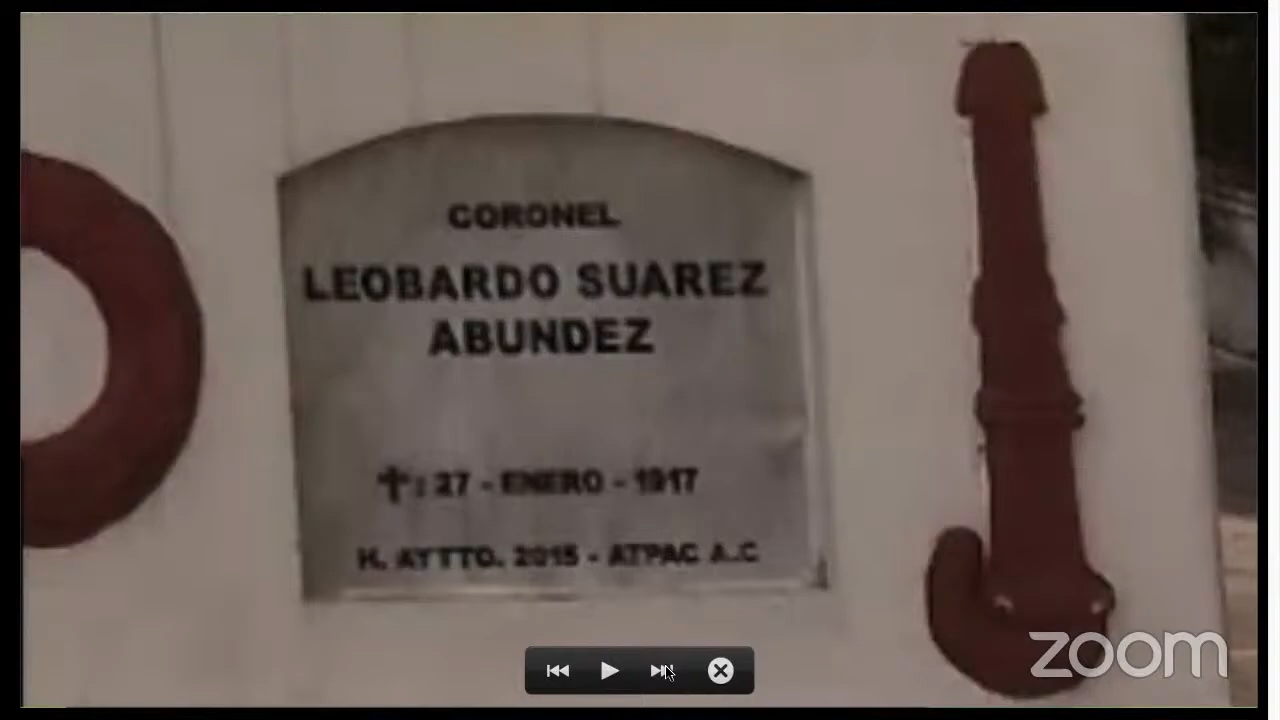 CORONEL
LEOBARDO SUAREZ
ABUNDEZ
✝: 27 - ENERO - 1917
H. AYTTO. 2015 - ATPAC A.C
zoom